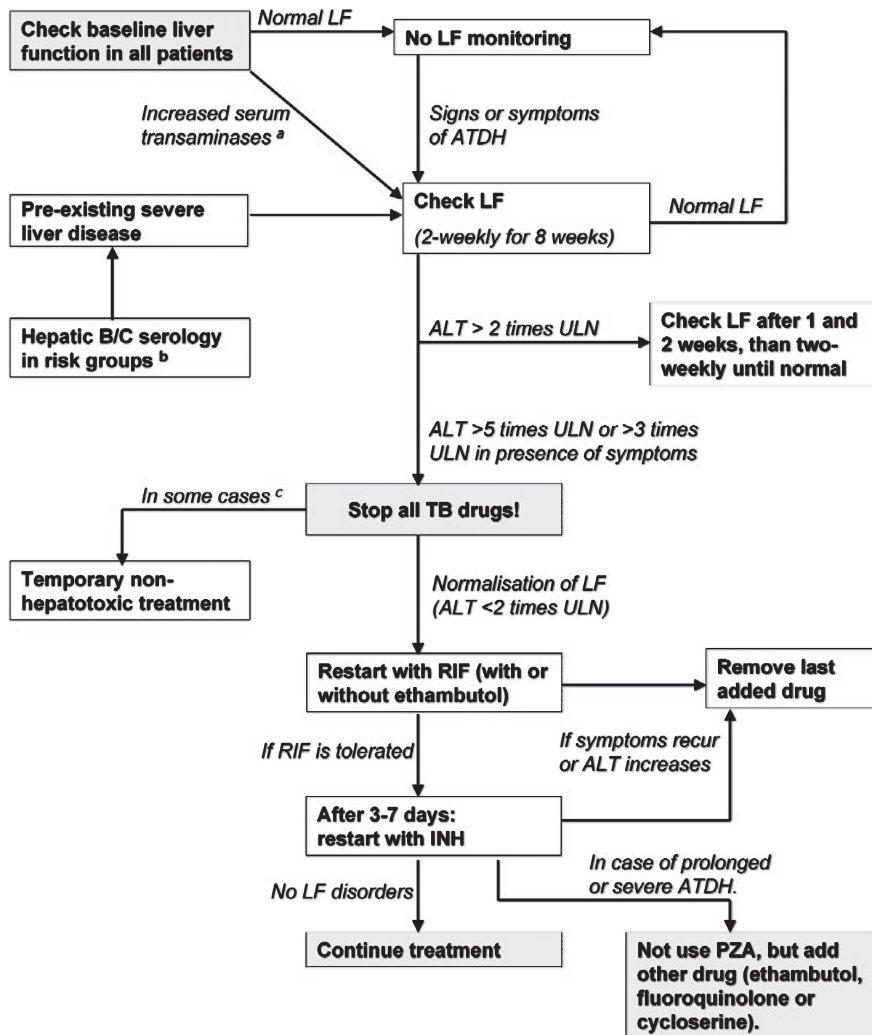 Check baseline liver
function in all patients
Normal LF
No LF monitoring
Increased serum
transaminases a
Signs or symptoms
of ATDH
Pre-existing severe
liver disease
Check LF
(2-weekly for 8 weeks)
Normal LF
Hepatic B/C serology
in risk groups b
ALT > 2 times ULN
Check LF after 1 and
2 weeks, than two-
weekly until normal
ALT >5 times ULN or >3 times
ULN in presence of symptoms
In some cases c
Stop all TB drugs!
Temporary non-
hepatotoxic treatment
Normalisation of LF
(ALT <2 times ULN)
Restart with RIF (with or
without ethambutol)
Remove last
added drug
If RIF is tolerated
If symptoms recur
or ALT increases
After 3-7 days:
restart with INH
No LF disorders
In case of prolonged
or severe ATDH.
Continue treatment
Not use PZA, but add
other drug (ethambutol,
fluoroquinolone or
cycloserine).